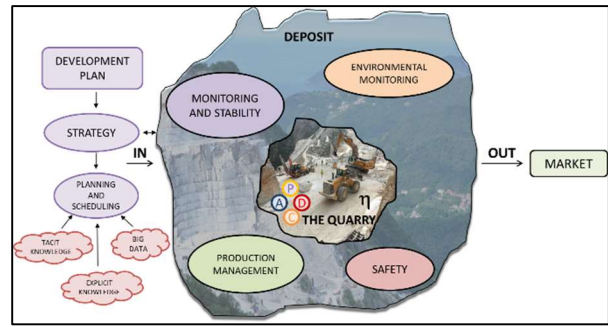 DEPOSIT
DEVELOPMENT
PLAN
ENVIRONMENTAL
MONITORING
MONITORING
AND STABILITY
STRATEGY
IN
OUT
MARKET
PLANNING
AND
SCHEDULING
P
A
D
C
η
THE QUARRY
TACIT
KNOWLEDGE
BIG
DATA
EXPLICIT
KNOWLEDGE
PRODUCTION
MANAGEMENT
SAFETY